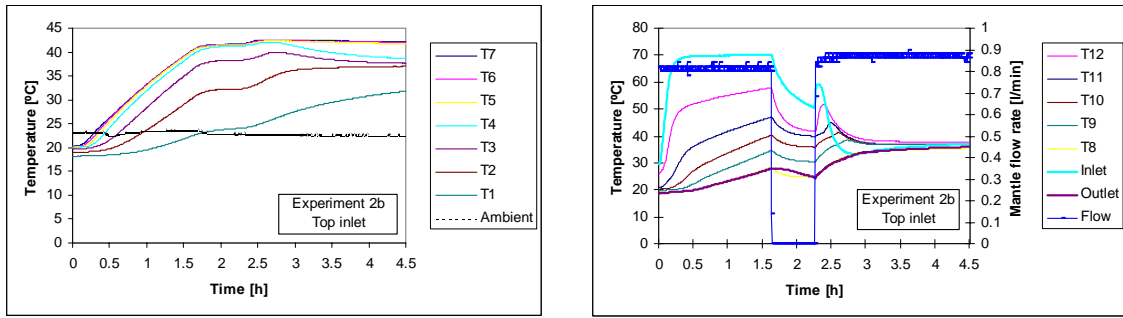 Temperature [ºC]
45
40
35
30
25
20
15
10
5
0
0
0.5
1
1.5
2
2.5
3
3.5
4
4.5
Time [h]
Experiment 2b
Top inlet
T7
T6
T5
T4
T3
T2
T1
Ambient
Temperature [ºC]
80
70
60
50
40
30
20
10
0
0
0.5
1
1.5
2
2.5
3
3.5
4
4.5
Time [h]
Experiment 2b
Top inlet
1
0.9
0.8
0.7
0.6
0.5
0.4
0.3
0.2
0.1
0
Mantle flow rate [l/min]
T12
T11
T10
T9
T8
Inlet
Outlet
Flow